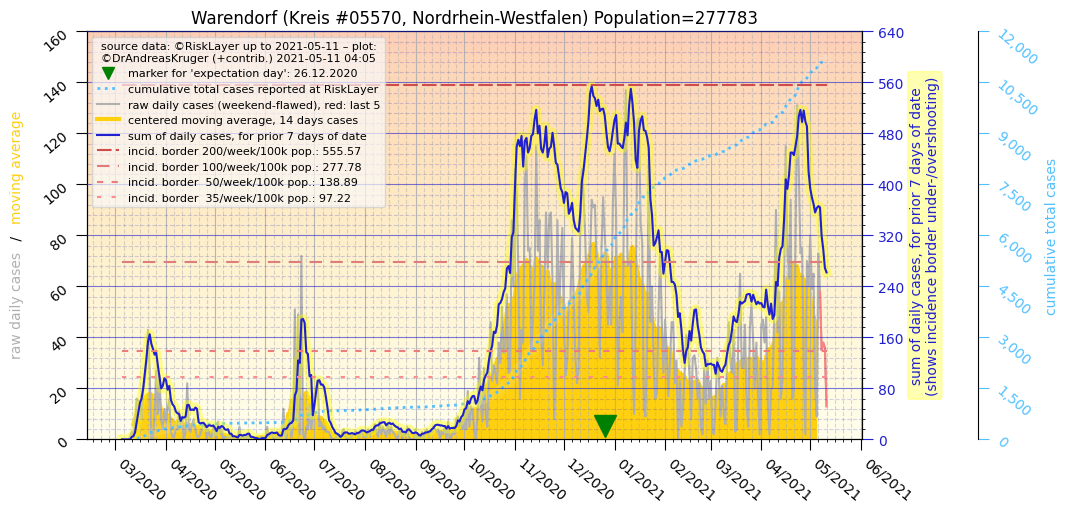 Warendorf (Kreis #05570, Nordrhein-Westfalen) Population=277783
source data: ©RiskLayer up to 2021-05-11 – plot:
©DrAndreasKruger (+contrib.) 2021-05-11 04:05
marker for 'expectation day': 26.12.2020
cumulative total cases reported at RiskLayer
raw daily cases (weekend-flawed), red: last 5
centered moving average, 14 days cases
sum of daily cases, for prior 7 days of date
incid. border 200/week/100k pop.: 555.57
incid. border 100/week/100k pop.: 277.78
incid. border  50/week/100k pop.: 138.89
incid. border  35/week/100k pop.: 97.22
raw daily cases  /  moving average
160
140
120
100
80
60
40
20
0
03/2020
04/2020
05/2020
06/2020
07/2020
08/2020
09/2020
10/2020
11/2020
12/2020
01/2021
02/2021
03/2021
04/2021
05/2021
06/2021
640
560
480
400
320
240
160
80
0
sum of daily cases, for prior 7 days of date
(shows incidence border under-/overshooting)
12,000
10,500
9,000
7,500
6,000
4,500
3,000
1,500
0
cumulative total cases